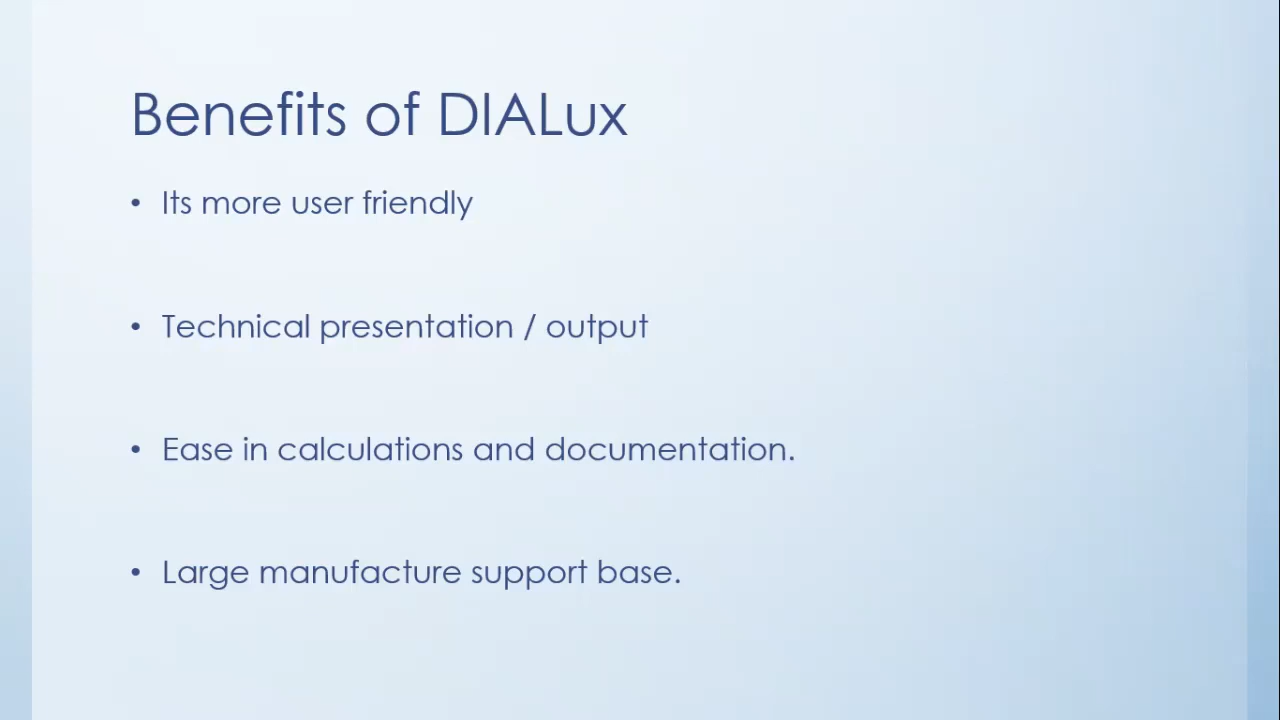 Benefits of DIALux
• Its more user friendly
• Technical presentation / output
• Ease in calculations and documentation.
• Large manufacture support base.